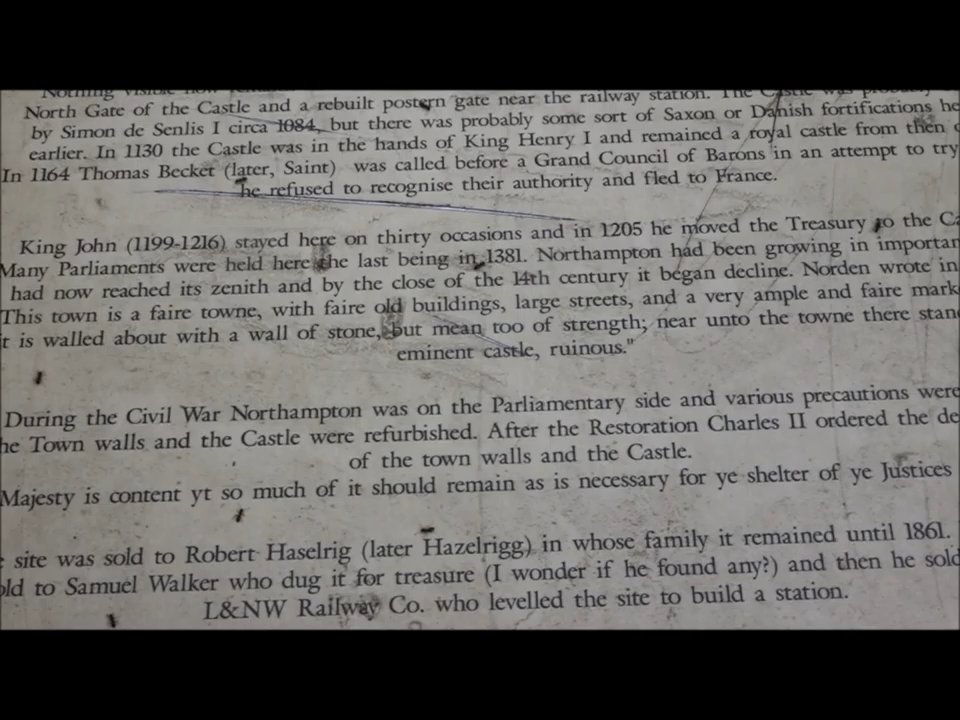 Nothing visible now
North Gate of the Castle and a rebuilt postern gate near the railway station. The Castle was
by Simon de Senlis I circa 1084, but there was probably some sort of Saxon or Danish fortifications he
earlier. In 1130 the Castle was in the hands of King Henry I and remained a royal castle from then
In 1164 Thomas Becket (later, Saint) was called before a Grand Council of Barons in an attempt to try
he refused to recognise their authority and fled to France.
King John (1199-1216) stayed here on thirty occasions and in 1205 he moved the Treasury to the Ca
Many Parliaments were held here the last being in 1381. Northampton had been growing in importan
had now reached its zenith and by the close of the 14th century it began decline. Norden wrote in
This town is a faire towne, with faire old buildings, large streets, and a very ample and faire mark
t is walled about with a wall of stone, but mean too of strength; near unto the towne there stan
eminent castle, ruinous."
During the Civil War Northampton was on the Parliamentary side and various precautions were
he Town walls and the Castle were refurbished. After the Restoration Charles II ordered the de
of the town walls and the Castle.
Majesty is content yt so much of it should remain as is necessary for ye shelter of ye Justices
e site was sold to Robert Haselrig (later Hazelrigg) in whose family it remained until 1861.
old to Samuel Walker who dug it for treasure (I wonder if he found any?) and then he sold
L&NW Railway Co. who levelled the site to build a station.